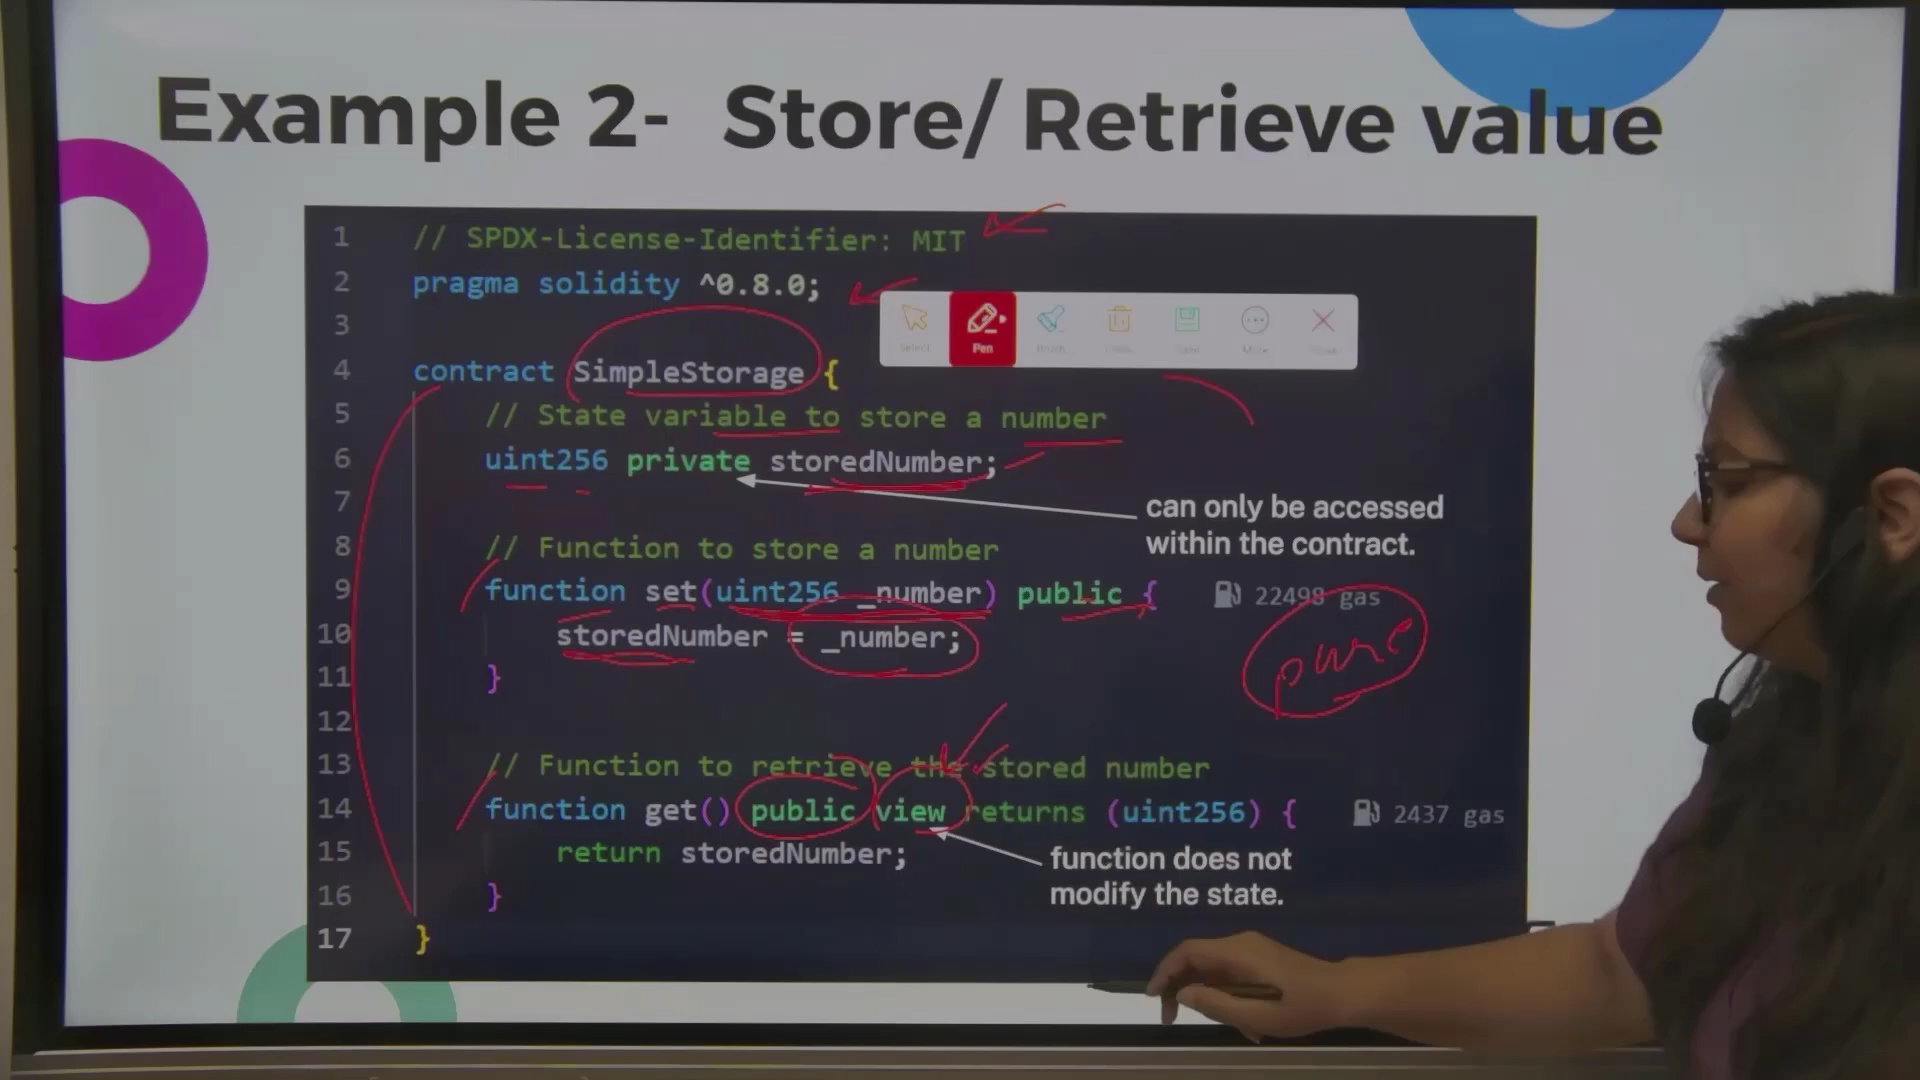 Example 2- Store/ Retrieve value
1 // SPDX-License-Identifier: MIT
2 pragma solidity ^0.8.0;
3
Pen
4 contract SimpleStorage {
5 // State variable to store a number
6 uint256 private storedNumber;
7
can only be accessed
within the contract.
8 // Function to store a number
9 function set(uint256 _number) public { 22498 gas
10 storedNumber = _number;
pure
11 }
12
13 // Function to retrieve the stored number
14 function get() public view returns (uint256) { 2437 gas
15 return storedNumber;
function does not
modify the state.
16 }
17 }